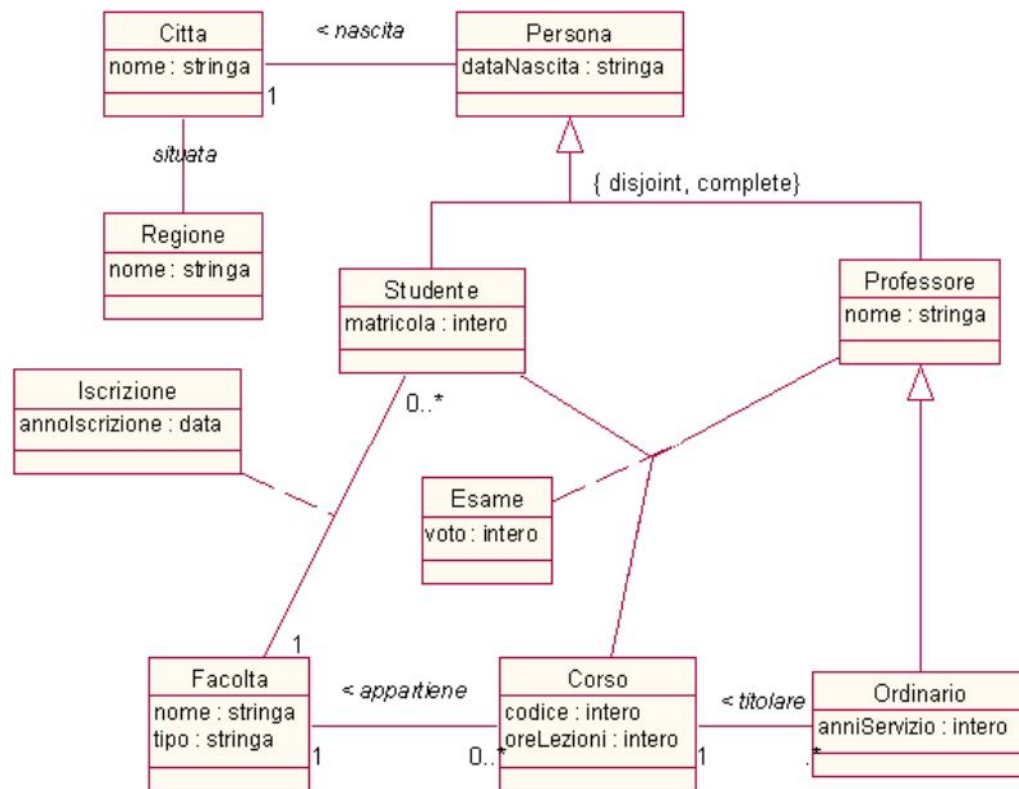 Citta
nome : stringa
< nascita
Persona
dataNascita : stringa
1
situata
{ disjoint, complete}
Regione
nome : stringa
Studente
matricola : intero
Professore
nome : stringa
Iscrizione
annoIscrizione : data
0..*
Esame
voto : intero
1
Facolta
nome : stringa
tipo : stringa
< appartiene
1
0..*
Corso
codice : intero
oreLezioni : intero
< titolare
1
.*
Ordinario
anniServizio : intero